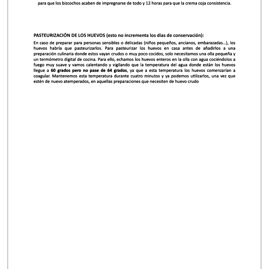 para que los bizcochos acaben de impregnarse de todo y 12 horas para que la crema coja consistencia.
PASTEURIZACIÓN DE LOS HUEVOS (esto no incrementa los días de conservación):
En caso de preparar para personas sensibles o delicadas (niños pequeños, ancianos, embarazadas…), los
huevos habría que pasteurizarlos. Para pasteurizar los huevos en casa antes de añadirlos a una
preparación culinaria donde estos vayan crudos o muy poco cocidos, solo necesitamos una olla pequeña y
un termómetro digital de cocina. Para ello, echamos los huevos enteros en la olla con agua cociéndolos a
fuego muy suave y vamos calentando y vigilando que la temperatura del agua donde están los huevos
llegue a 60 grados pero no pase de 64 grados, ya que a esta temperatura los huevos comenzarían a
coagular. Mantenemos esta temperatura durante cuatro minutos y ya podemos utilizarlos, una vez que
estén de nuevo atemperados, en aquellas preparaciones que necesiten de huevo crudo